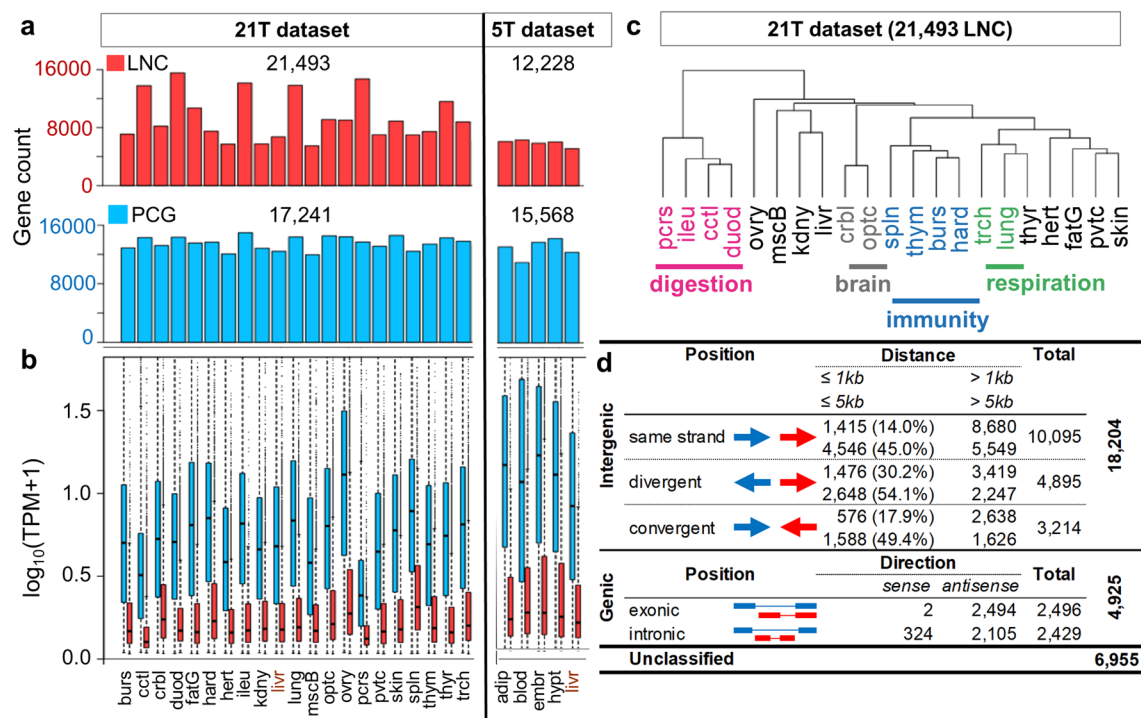 a
21T dataset
5T dataset
LNC
21,493
12,228
16000
8000
0
Gene count
PCG
17,241
15,568
16000
8000
0
b
log10(TPM+1)
1.5
1.0
0.5
0.0
burs
cctl
crbl
duod
fatG
hard
hert
ileu
kdny
livr
lung
mscB
optc
ovry
pcrs
pvtc
skin
spln
thym
thyr
trch
adip
blod
embr
hypt
livr
c
21T dataset (21,493 LNC)
pcrs
ileu
cctl
duod
ovry
mscB
kdny
livr
crbl
optc
spln
thym
burs
hard
trch
lung
thyr
hert
fatG
pvtc
skin
digestion
brain
respiration
immunity
d
Position Distance Total
≤ 1kb > 1kb
≤ 5kb > 5kb
Intergenic
same strand 1,415 (14.0%) 8,680 10,095
4,546 (45.0%) 5,549
divergent 1,476 (30.2%) 3,419 4,895
2,648 (54.1%) 2,247
convergent 576 (17.9%) 2,638 3,214
1,588 (49.4%) 1,626
18,204
Genic
Position Direction Total
sense antisense
exonic 2 2,494 2,496
intronic 324 2,105 2,429
4,925
Unclassified 6,955